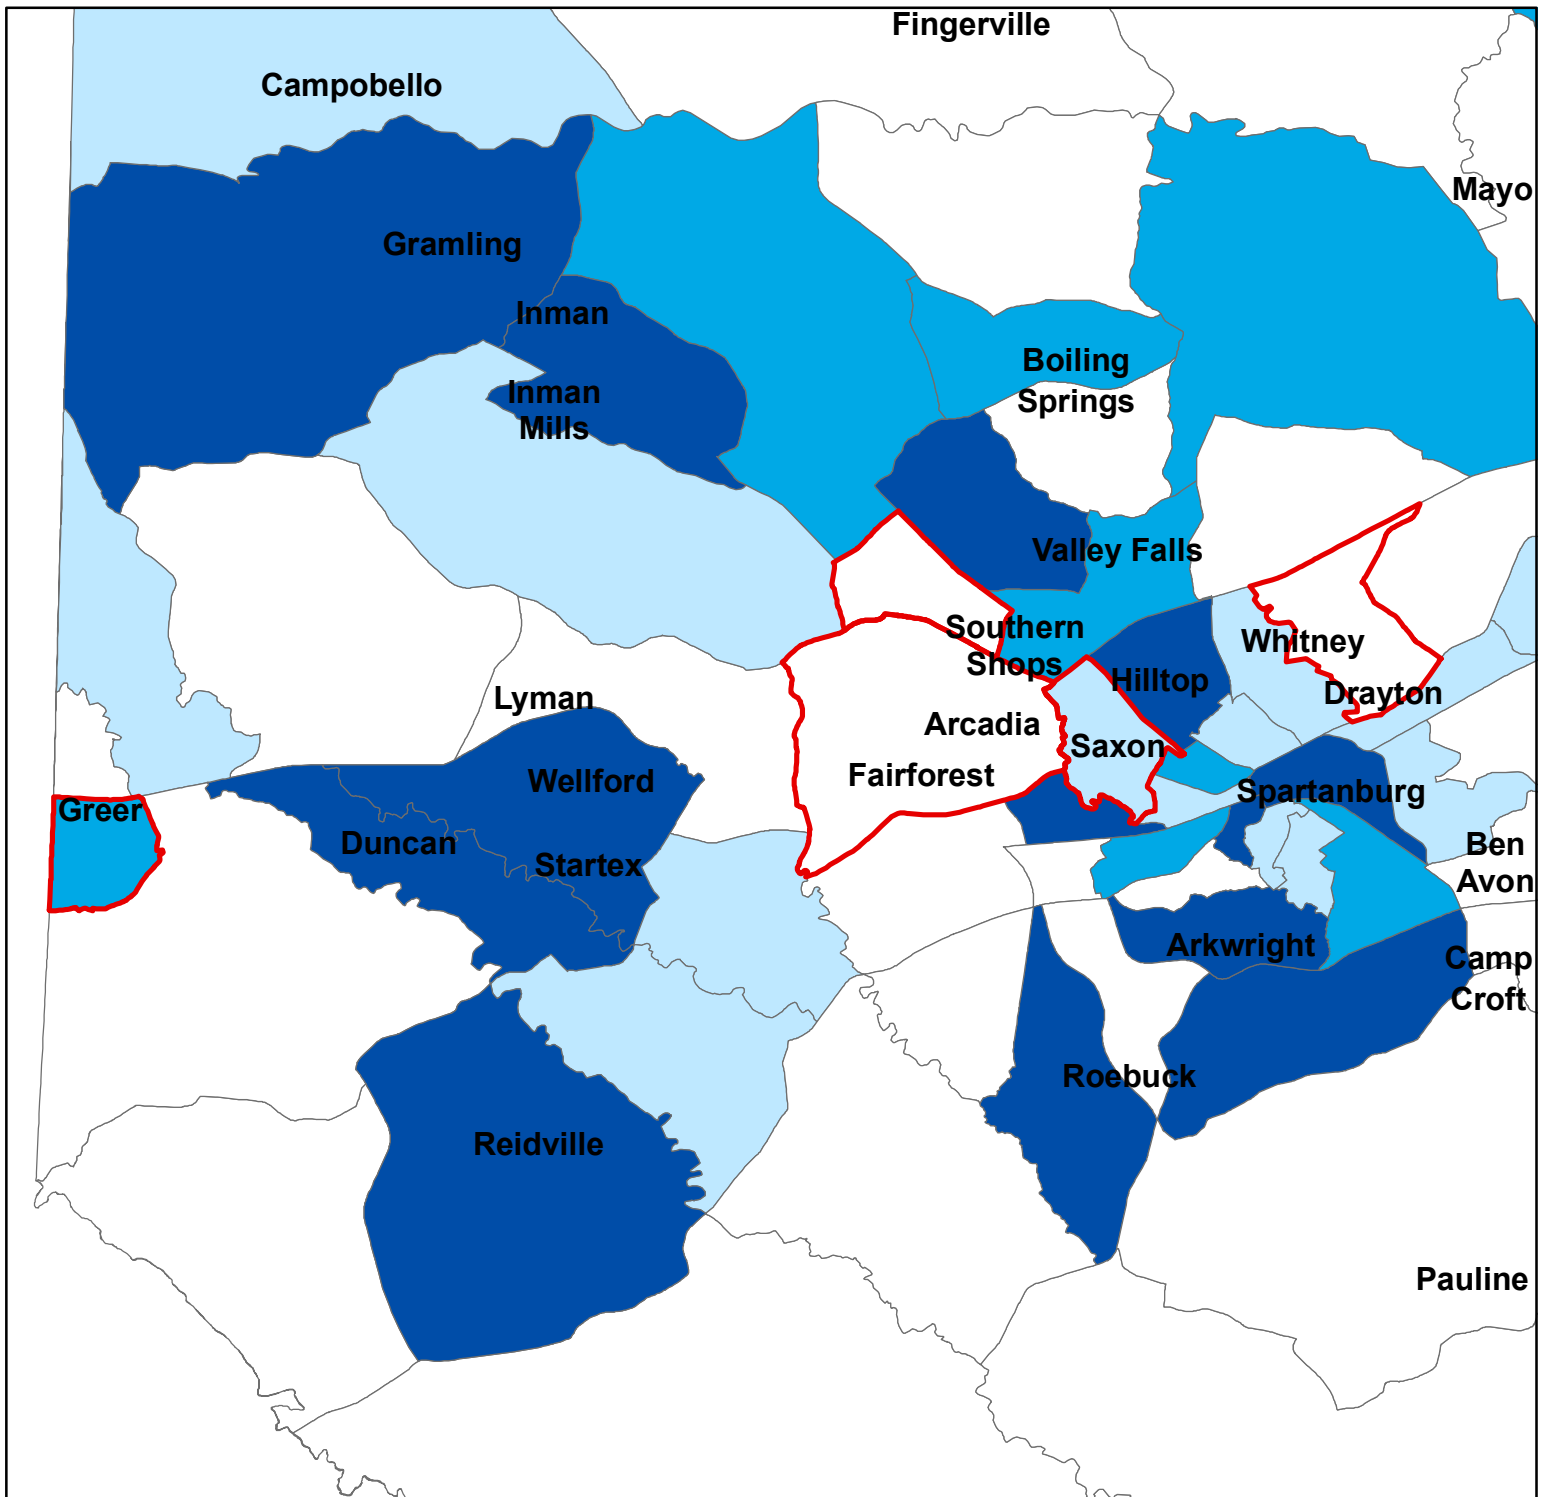 Fingerville
Campobello
Mayo
Gramling
Inman
Boiling
Springs
Inman
Mills
Valley Falls
Southern
Shops
Whitney
Hilltop
Drayton
Lyman
Arcadia
Saxon
Fairforest
Wellford
Spartanburg
Greer
Duncan
Startex
Ben
Avon
Arkwright
Camp
Croft
Roebuck
Reidville
Pauline